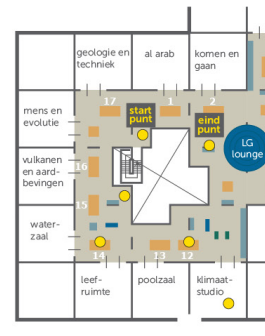 geologie en
techniek
al arab
komen en
gaan
17
1
2
start
punt
eind
punt
mens en
evolutie
LG
lounge
vulkanen
en aard-
bevingen
16
15
water-
zaal
14
13
12
leef-
ruimte
poolzaal
klimaat-
studio